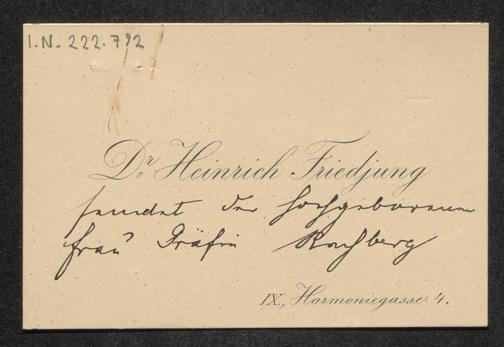 I.N. 222.792
Dr. Heinrich Friedjung
sendet der hochgeborenen
Frau Gräfin
IX., Harmoniegasse 4.